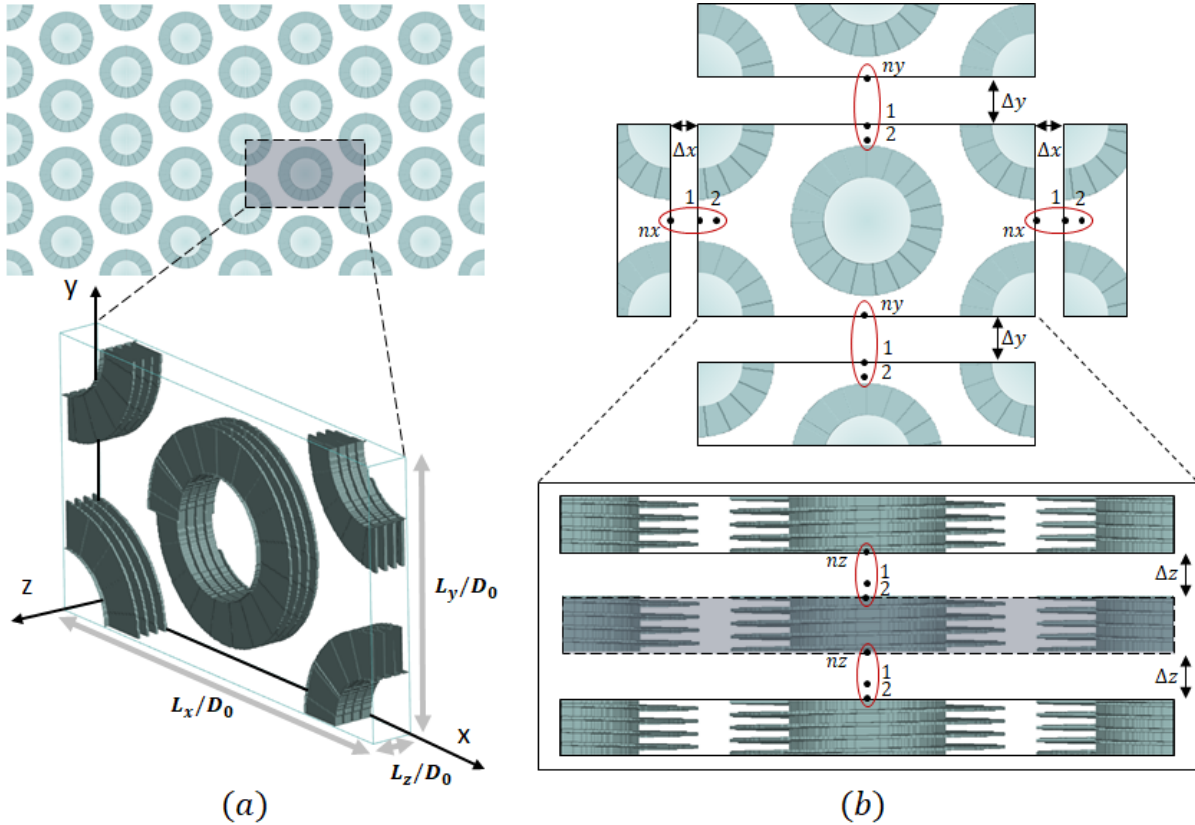 y
z
x
L_y/D_0
L_x/D_0
L_z/D_0
(a)
ny
1
2
Δy
Δx
Δx
1 2
nx
1 2
nx
ny
1
2
Δy
nz
1
2
Δz
nz
1
2
Δz
(b)